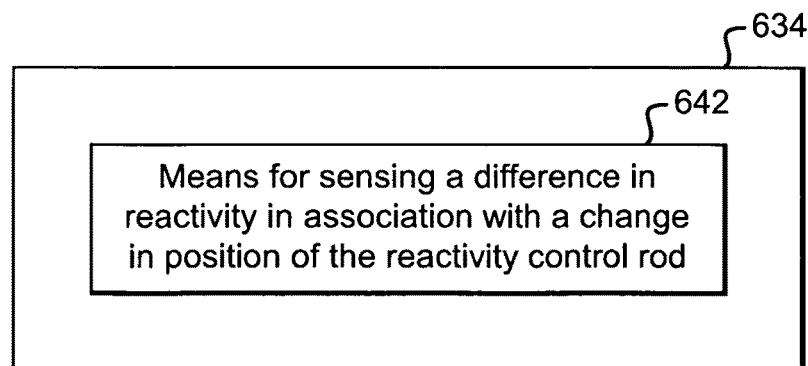 634
642
Means for sensing a difference in
reactivity in association with a change
in position of the reactivity control rod